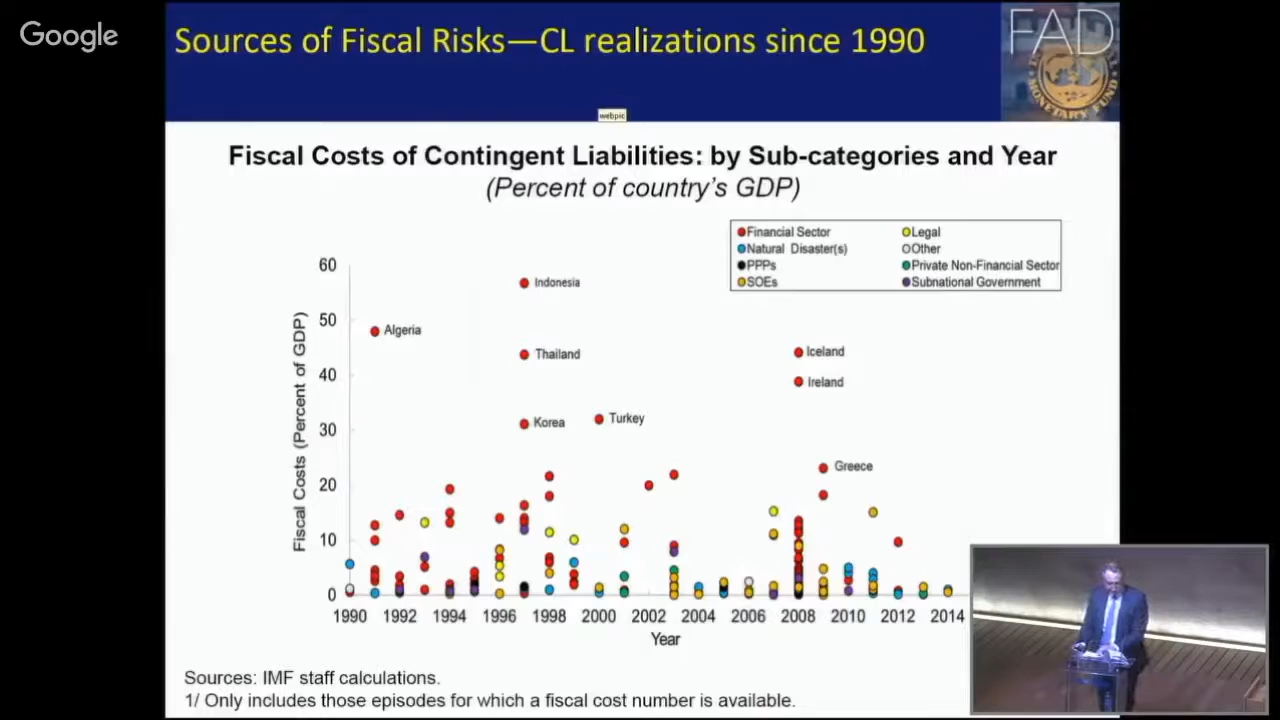 Google
Sources of Fiscal Risks—CL realizations since 1990
FAD
MONETARY FUND
webpic
Fiscal Costs of Contingent Liabilities: by Sub-categories and Year
(Percent of country's GDP)
Financial Sector
Legal
Natural Disaster(s)
Other
PPPs
Private Non-Financial Sector
SOEs
Subnational Government
Fiscal Costs (Percent of GDP)
60
50
40
30
20
10
0
Indonesia
Algeria
Thailand
Iceland
Ireland
Korea
Turkey
Greece
1990 1992 1994 1996 1998 2000 2002 2004 2006 2008 2010 2012 2014
Year
Sources: IMF staff calculations.
1/ Only includes those episodes for which a fiscal cost number is available.